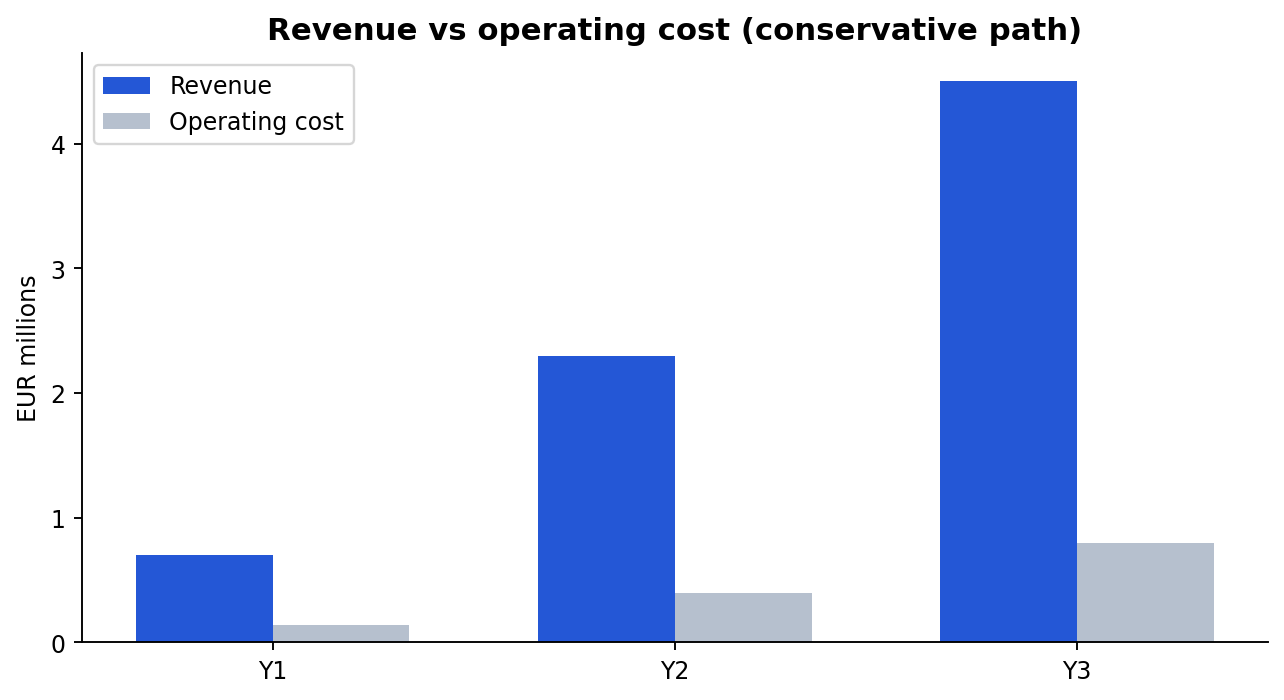 Revenue vs operating cost (conservative path)
Revenue
Operating cost
EUR millions
4
3
2
1
0
Y1 Y2 Y3